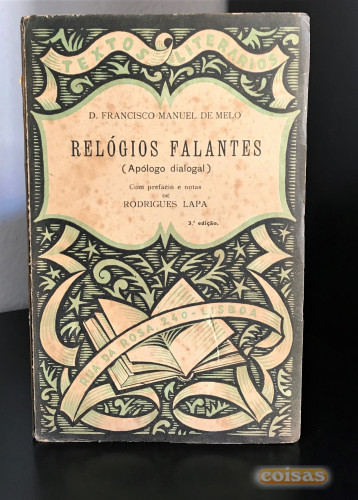 TEXTOS LITERÁRIOS
D. FRANCISCO MANUEL DE MELO
RELÓGIOS FALANTES
(Apólogo dialogal)
Com prefácio e notas
DE
RODRIGUES LAPA
3.ª edição.
RUA DA ROSA 240-LISBOA
coisas